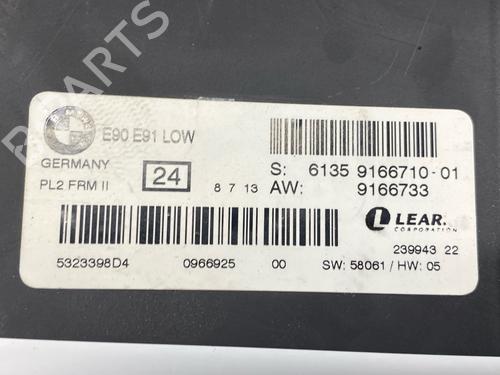 BMW
E90 E91 LOW
GERMANY
PL2 FRM II
24
8 7 13
S: 6135 9166710-01
AW: 9166733
LEAR.
CORPORATION
239943 22
5323398D4 0966925 00 SW: 58061 / HW: 05
B-PARTS